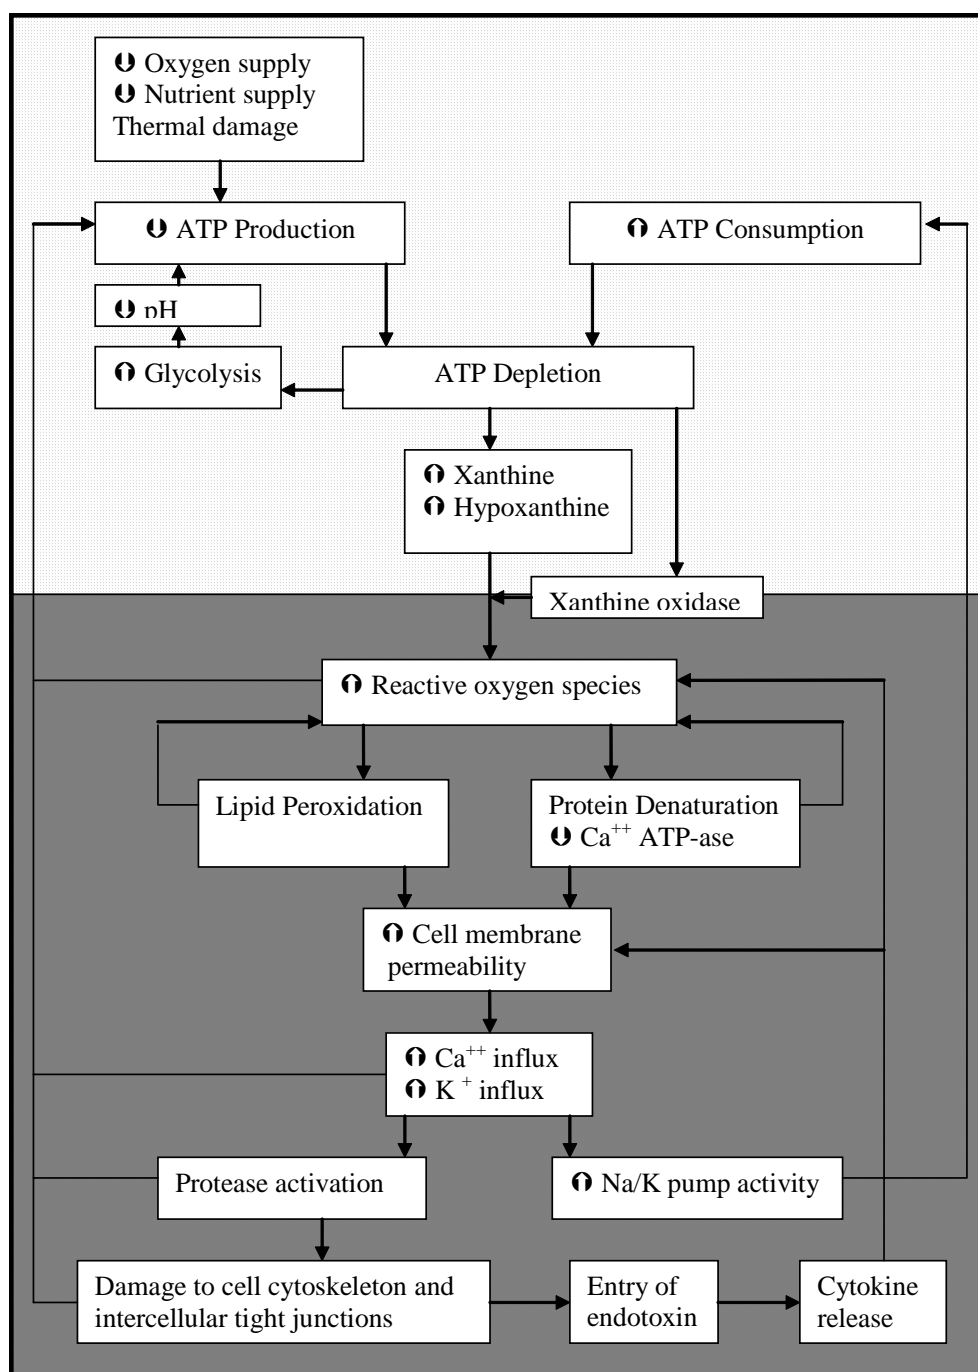 ⬇ Oxygen supply
⬇ Nutrient supply
Thermal damage
⬇ ATP Production
⬆ ATP Consumption
⬇ pH
⬆ Glycolysis
ATP Depletion
⬆ Xanthine
⬆ Hypoxanthine
Xanthine oxidase
⬆ Reactive oxygen species
Lipid Peroxidation
Protein Denaturation
⬇ Ca⁺⁺ ATP-ase
⬆ Cell membrane
permeability
⬆ Ca⁺⁺ influx
⬆ K ⁺ influx
Protease activation
⬆ Na/K pump activity
Damage to cell cytoskeleton and
intercellular tight junctions
Entry of
endotoxin
Cytokine
release